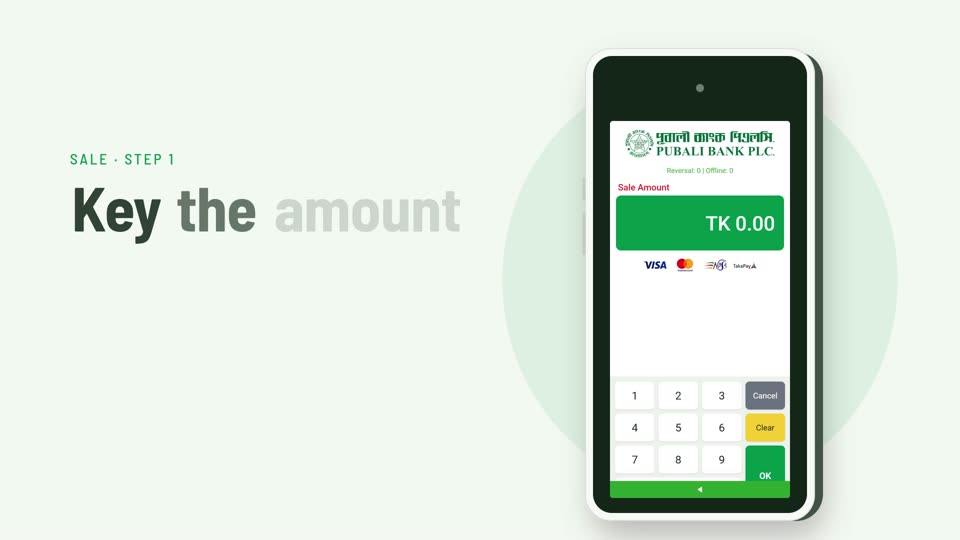 SALE · STEP 1
Key the amount
পূবালী ব্যাংক পিএলসি.
PUBALI BANK PLC.
Reversal: 0 | Offline: 0
Sale Amount
TK 0.00
VISA
TakaPay
1 2 3 Cancel
4 5 6 Clear
7 8 9 OK